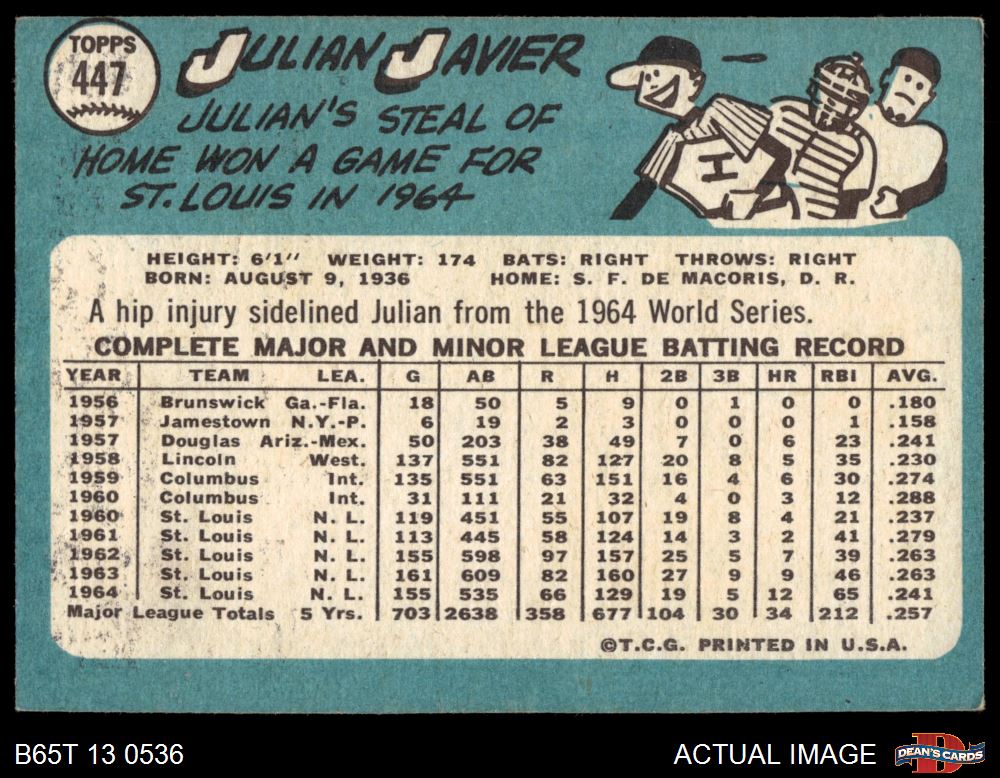 TOPPS
447
JULIAN JAVIER
JULIAN'S STEAL OF
HOME WON A GAME FOR
ST. LOUIS IN 1964
H
HEIGHT: 6'1" WEIGHT: 174 BATS: RIGHT THROWS: RIGHT
BORN: AUGUST 9, 1936 HOME: S. F. DE MACORIS, D. R.
A hip injury sidelined Julian from the 1964 World Series.
COMPLETE MAJOR AND MINOR LEAGUE BATTING RECORD
YEAR TEAM LEA. G AB R H 2B 3B HR RBI AVG.
1956 Brunswick Ga.-Fla. 18 50 5 9 0 1 0 0 .180
1957 Jamestown N.Y.-P. 6 19 2 3 0 0 0 1 .158
1957 Douglas Ariz.-Mex. 50 203 38 49 7 0 6 23 .241
1958 Lincoln West. 137 551 82 127 20 8 5 35 .230
1959 Columbus Int. 135 551 63 151 16 4 6 30 .274
1960 Columbus Int. 31 111 21 32 4 0 3 12 .288
1960 St. Louis N. L. 119 451 55 107 19 8 4 21 .237
1961 St. Louis N. L. 113 445 58 124 14 3 2 41 .279
1962 St. Louis N. L. 155 598 97 157 25 5 7 39 .263
1963 St. Louis N. L. 161 609 82 160 27 9 9 46 .263
1964 St. Louis N. L. 155 535 66 129 19 5 12 65 .241
Major League Totals 5 Yrs. 703 2638 358 677 104 30 34 212 .257
©T.C.G. PRINTED IN U.S.A.
B65T 13 0536 ACTUAL IMAGE DEAN'S CARDS